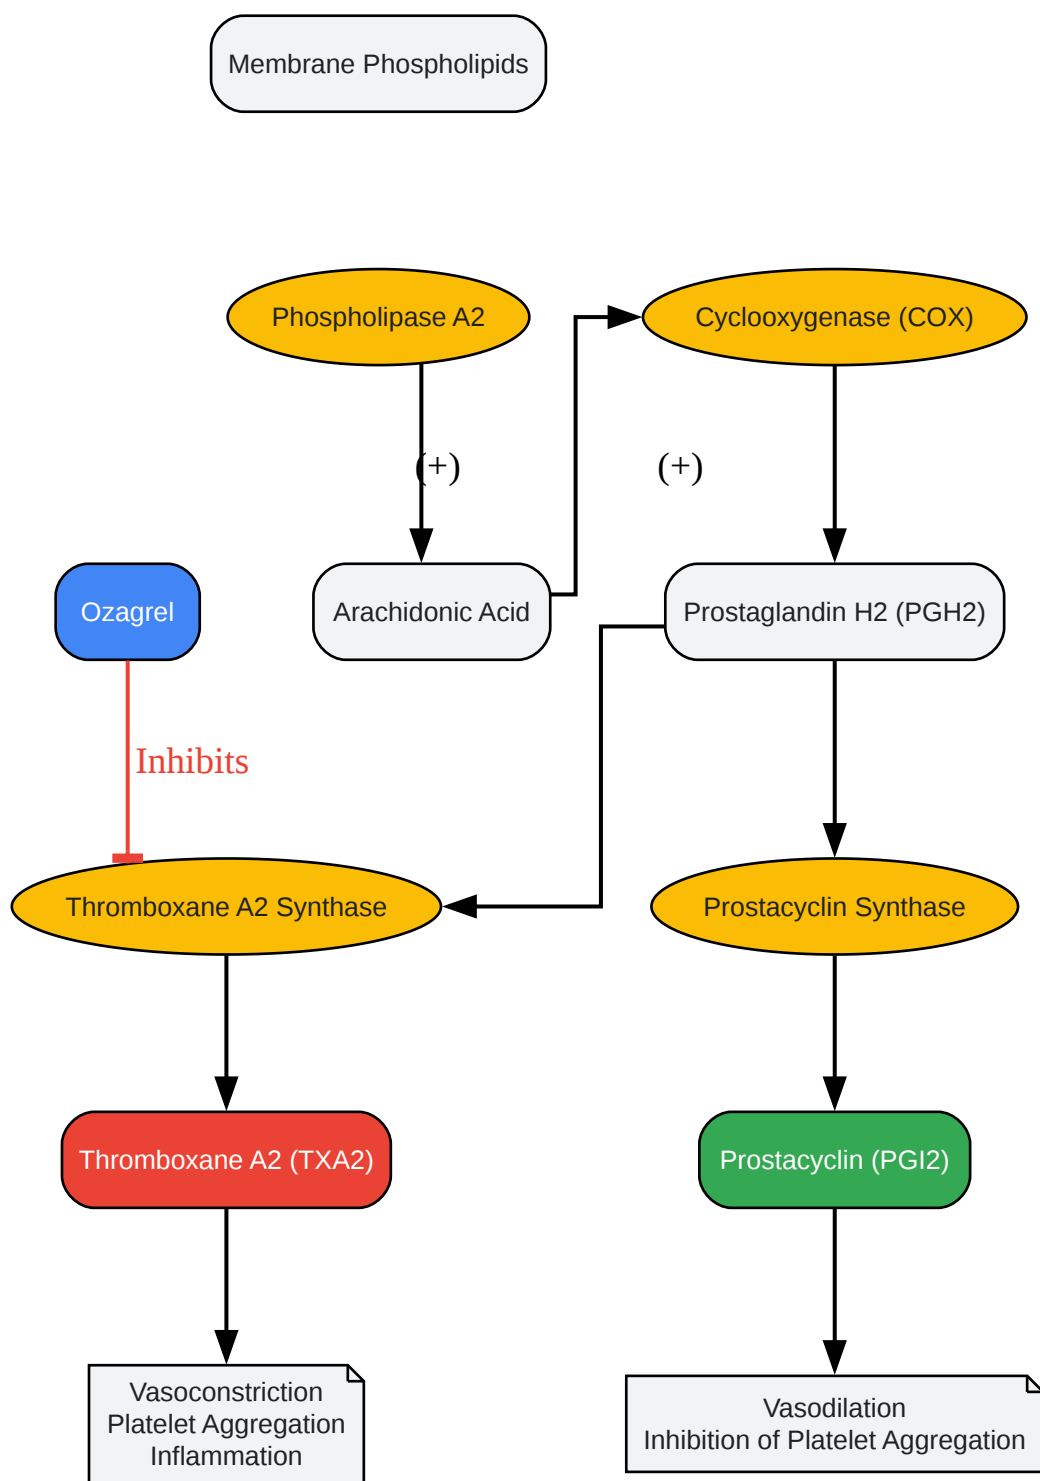 Membrane Phospholipids
Phospholipase A2
Cyclooxygenase (COX)
(+)
(+)
Ozagrel
Arachidonic Acid
Prostaglandin H2 (PGH2)
Inhibits
Thromboxane A2 Synthase
Prostacyclin Synthase
Thromboxane A2 (TXA2)
Prostacyclin (PGI2)
Vasoconstriction
Platelet Aggregation
Inflammation
Vasodilation
Inhibition of Platelet Aggregation